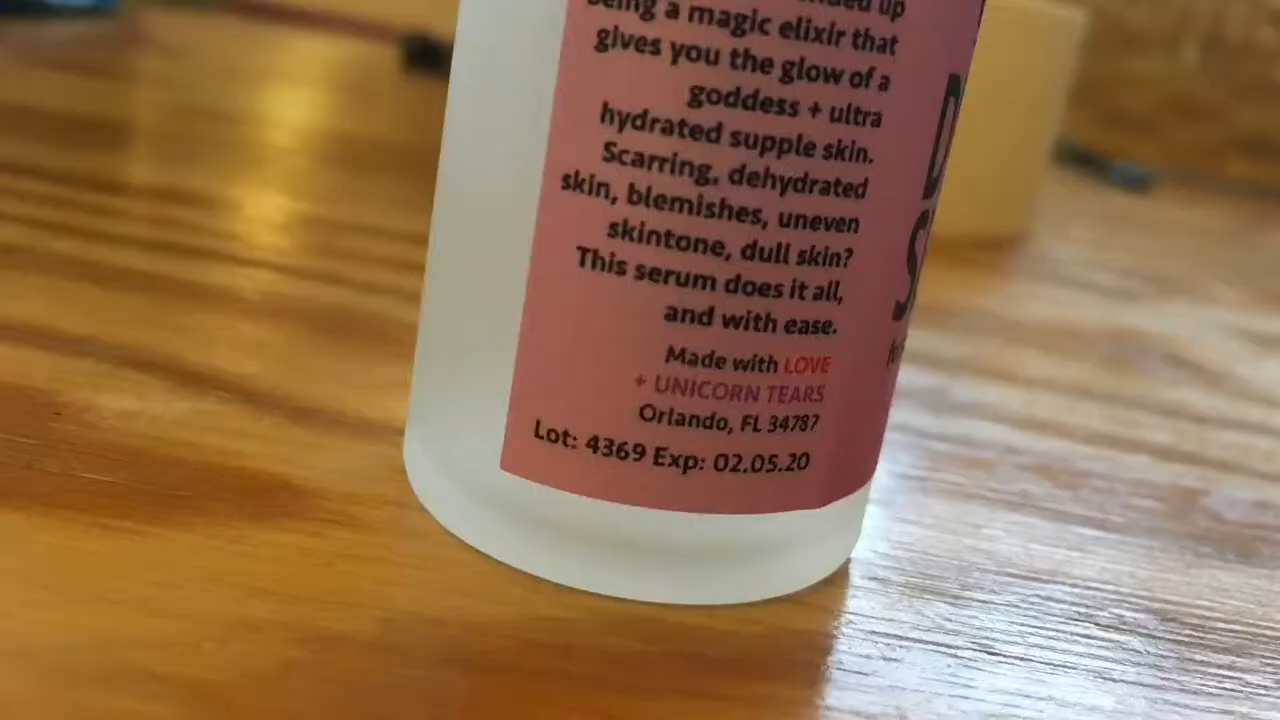 up
being a magic elixir that
gives you the glow of a
goddess + ultra
hydrated supple skin.
Scarring, dehydrated
skin, blemishes, uneven
skintone, dull skin?
This serum does it all,
and with ease.
Made with LOVE
+ UNICORN TEARS
Orlando, FL 34787
Lot: 4369 Exp: 02.05.20